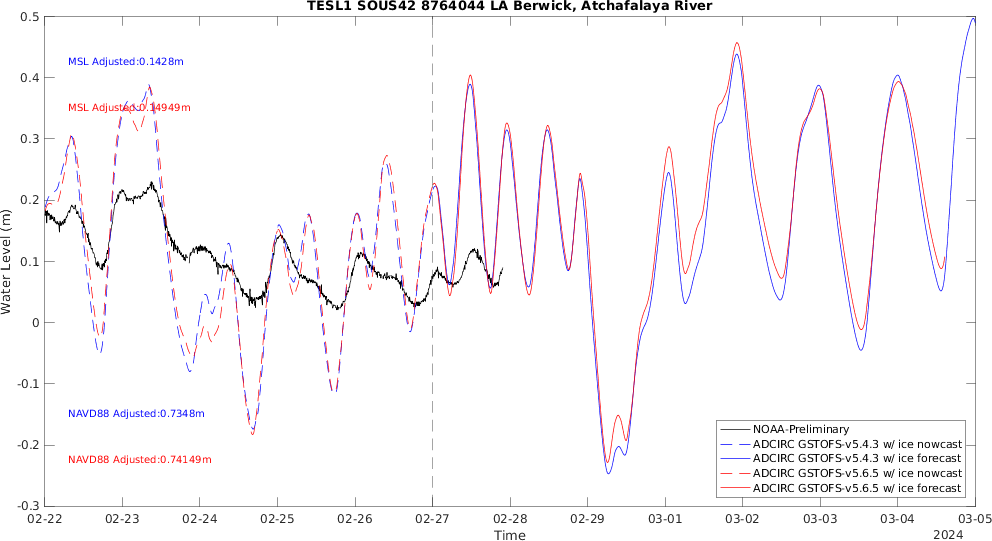 TESL1 SOUS42 8764044 LA Berwick, Atchafalaya River
0.5
0.4
0.3
0.2
0.1
0
-0.1
-0.2
-0.3
Water Level (m)
MSL Adjusted:0.1428m
MSL Adjusted:0.14949m
NAVD88 Adjusted:0.7348m
NAVD88 Adjusted:0.74149m
NOAA-Preliminary
ADCIRC GSTOFS-v5.4.3 w/ ice nowcast
ADCIRC GSTOFS-v5.4.3 w/ ice forecast
ADCIRC GSTOFS-v5.6.5 w/ ice nowcast
ADCIRC GSTOFS-v5.6.5 w/ ice forecast
02-22 02-23 02-24 02-25 02-26 02-27 02-28 02-29 03-01 03-02 03-03 03-04 03-05
Time
2024